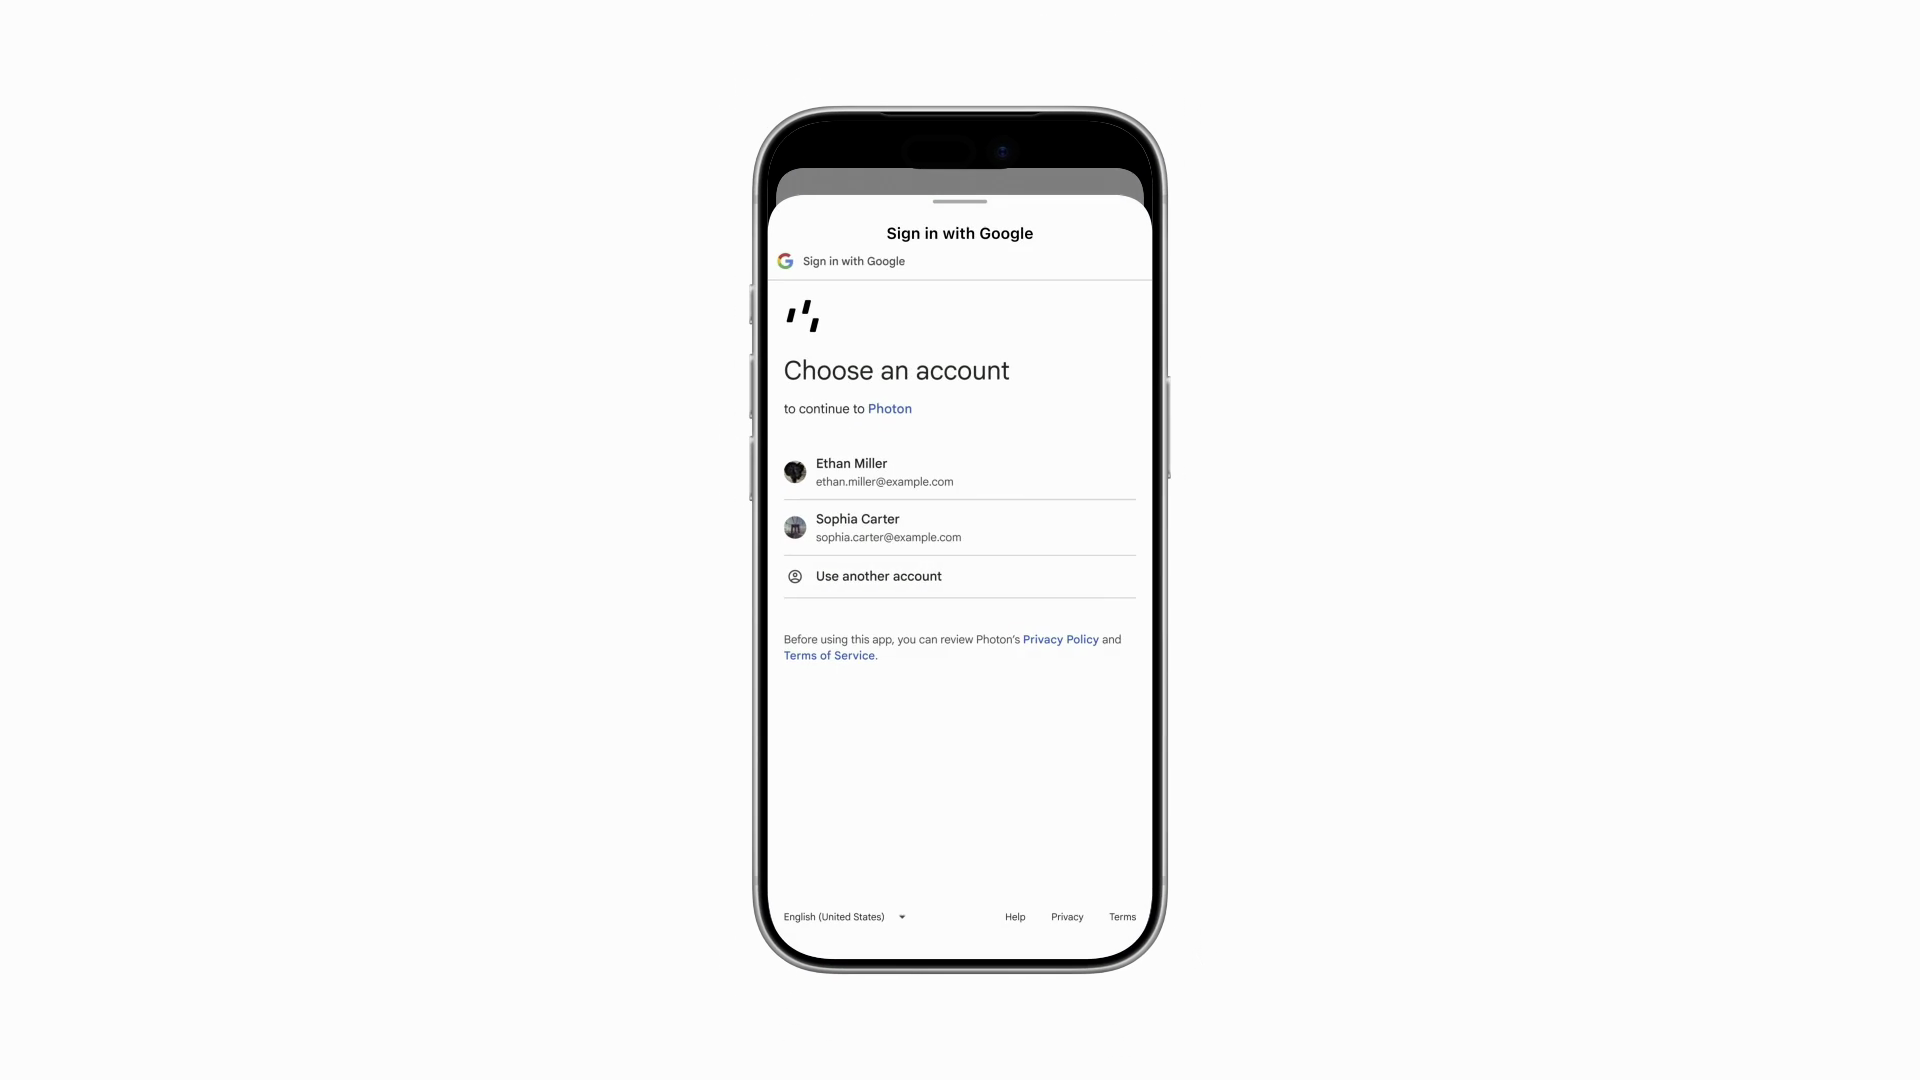 Sign in with Google
Sign in with Google
Choose an account
to continue to Photon
Ethan Miller
ethan.miller@example.com
Sophia Carter
sophia.carter@example.com
Use another account
Before using this app, you can review Photon’s Privacy Policy and
Terms of Service.
English (United States) Help Privacy Terms